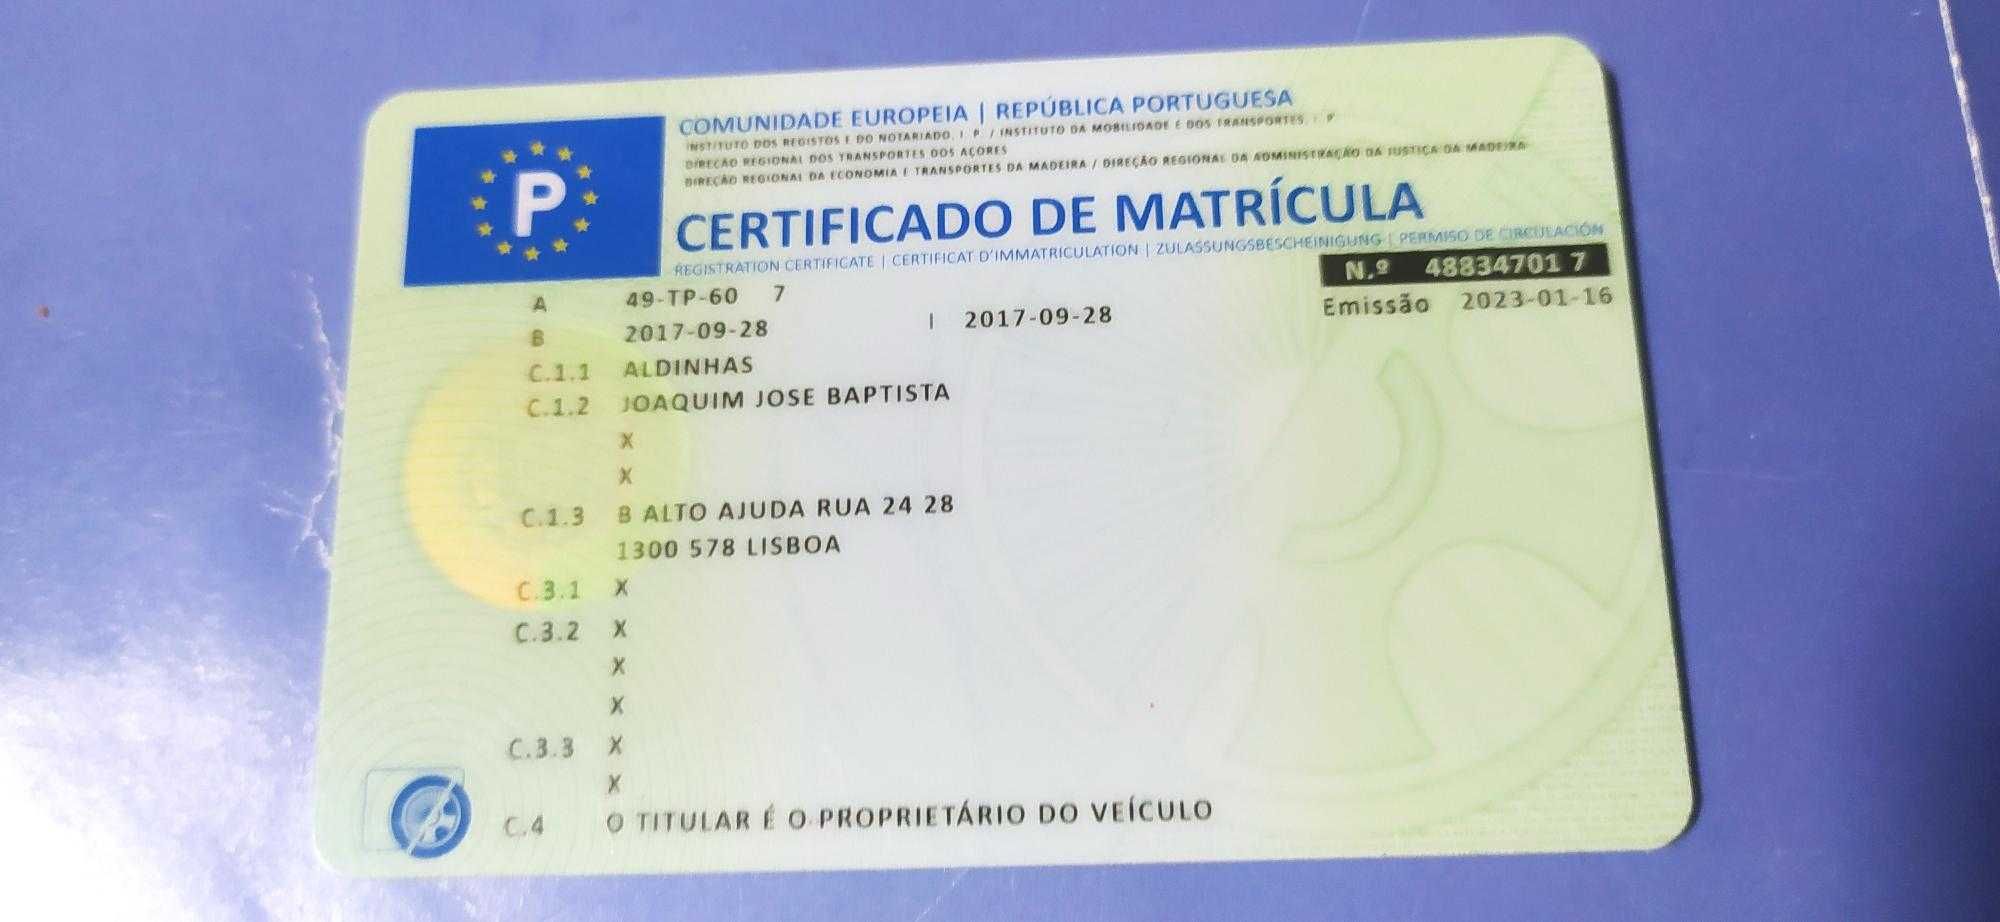 P
COMUNIDADE EUROPEIA | REPÚBLICA PORTUGUESA
INSTITUTO DOS REGISTOS E DO NOTARIADO, I. P. / INSTITUTO DA MOBILIDADE E DOS TRANSPORTES, I. P.
DIREÇÃO REGIONAL DOS TRANSPORTES DOS AÇORES
DIREÇÃO REGIONAL DA ECONOMIA E TRANSPORTES DA MADEIRA / DIREÇÃO REGIONAL DA ADMINISTRAÇÃO DA JUSTIÇA DA MADEIRA
CERTIFICADO DE MATRÍCULA
REGISTRATION CERTIFICATE | CERTIFICAT D'IMMATRICULATION | ZULASSUNGSBESCHEINIGUNG | PERMISO DE CIRCULACIÓN
N.º 48834701 7
A 49-TP-60 7
Emissão 2023-01-16
B 2017-09-28 I 2017-09-28
C.1.1 ALDINHAS
C.1.2 JOAQUIM JOSE BAPTISTA
X
X
C.1.3 B ALTO AJUDA RUA 24 28
1300 578 LISBOA
C.3.1 X
C.3.2 X
X
X
C.3.3 X
X
C.4 O TITULAR É O PROPRIETÁRIO DO VEÍCULO